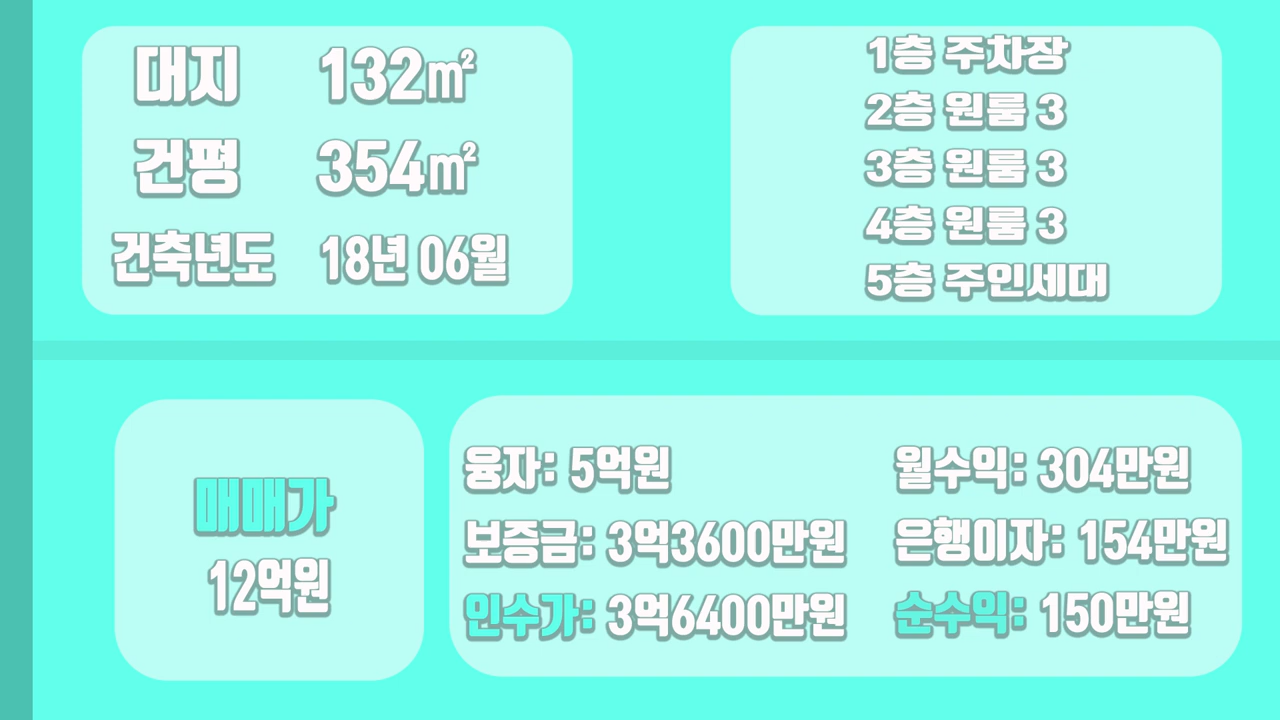 대지 132㎡
건평 354㎡
건축년도 18년 06월
1층 주차장
2층 원룸 3
3층 원룸 3
4층 원룸 3
5층 주인세대
매매가
12억원
융자: 5억원
보증금: 3억3600만원
인수가: 3억6400만원
월수익: 304만원
은행이자: 154만원
순수익: 150만원